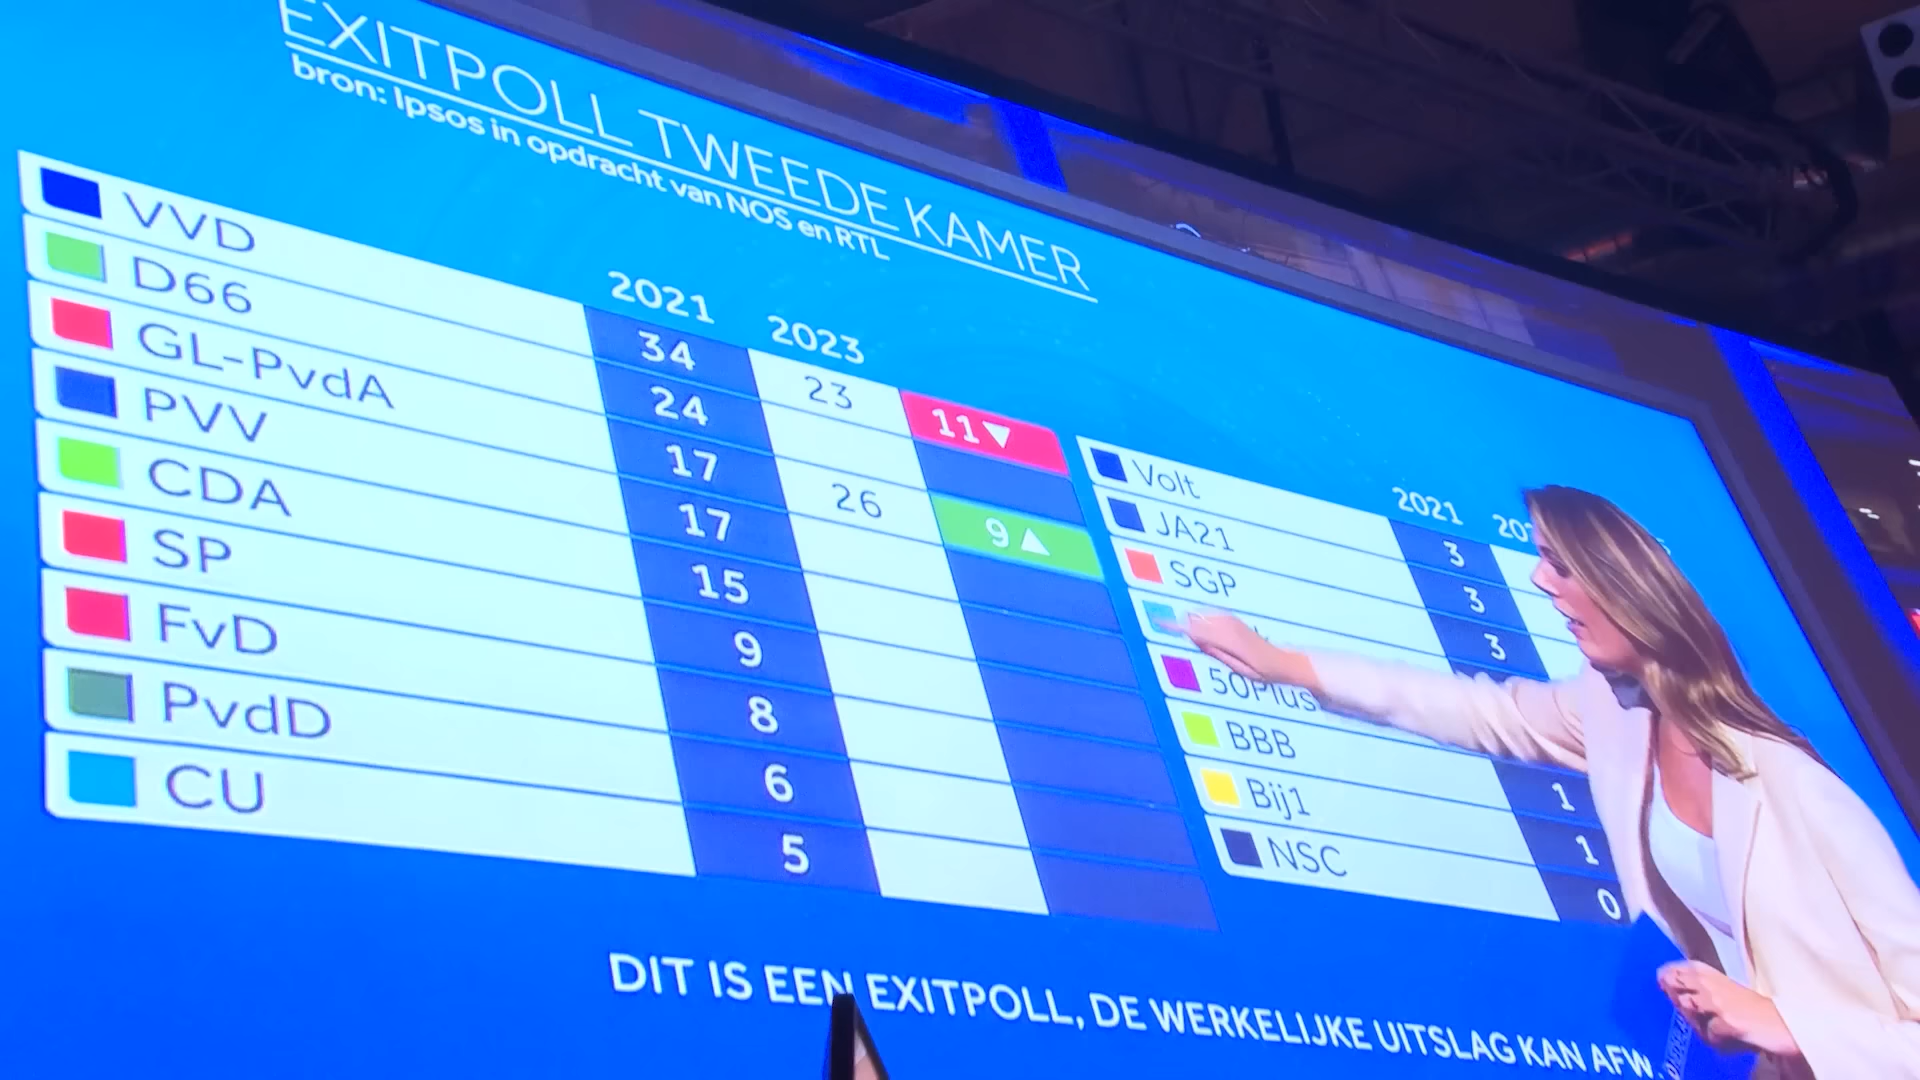 EXITPOLL TWEEDE KAMER
bron: Ipsos in opdracht van NOS en RTL
2021 2023
VVD 34 23 11▼
D66 24
GL-PvdA 17 26 9▲
PVV 17
CDA 15
SP 9
FvD 8
PvdD 6
CU 5
2021
Volt 3
JA21 3
SGP 3
50Plus
BBB 1
Bij1 1
NSC 0
DIT IS EEN EXITPOLL, DE WERKELIJKE UITSLAG KAN AFW.